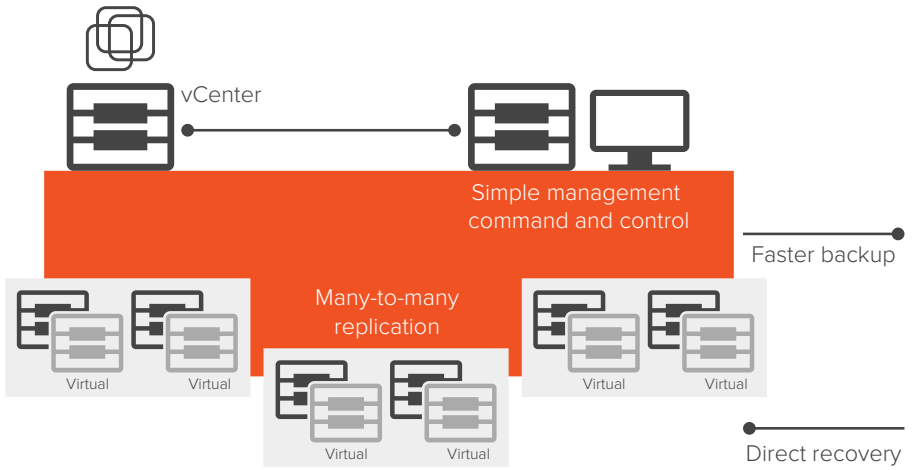 vCenter
Simple management
command and control
Faster backup
Many-to-many
replication
Virtual
Virtual
Virtual
Virtual
Virtual
Virtual
Direct recovery